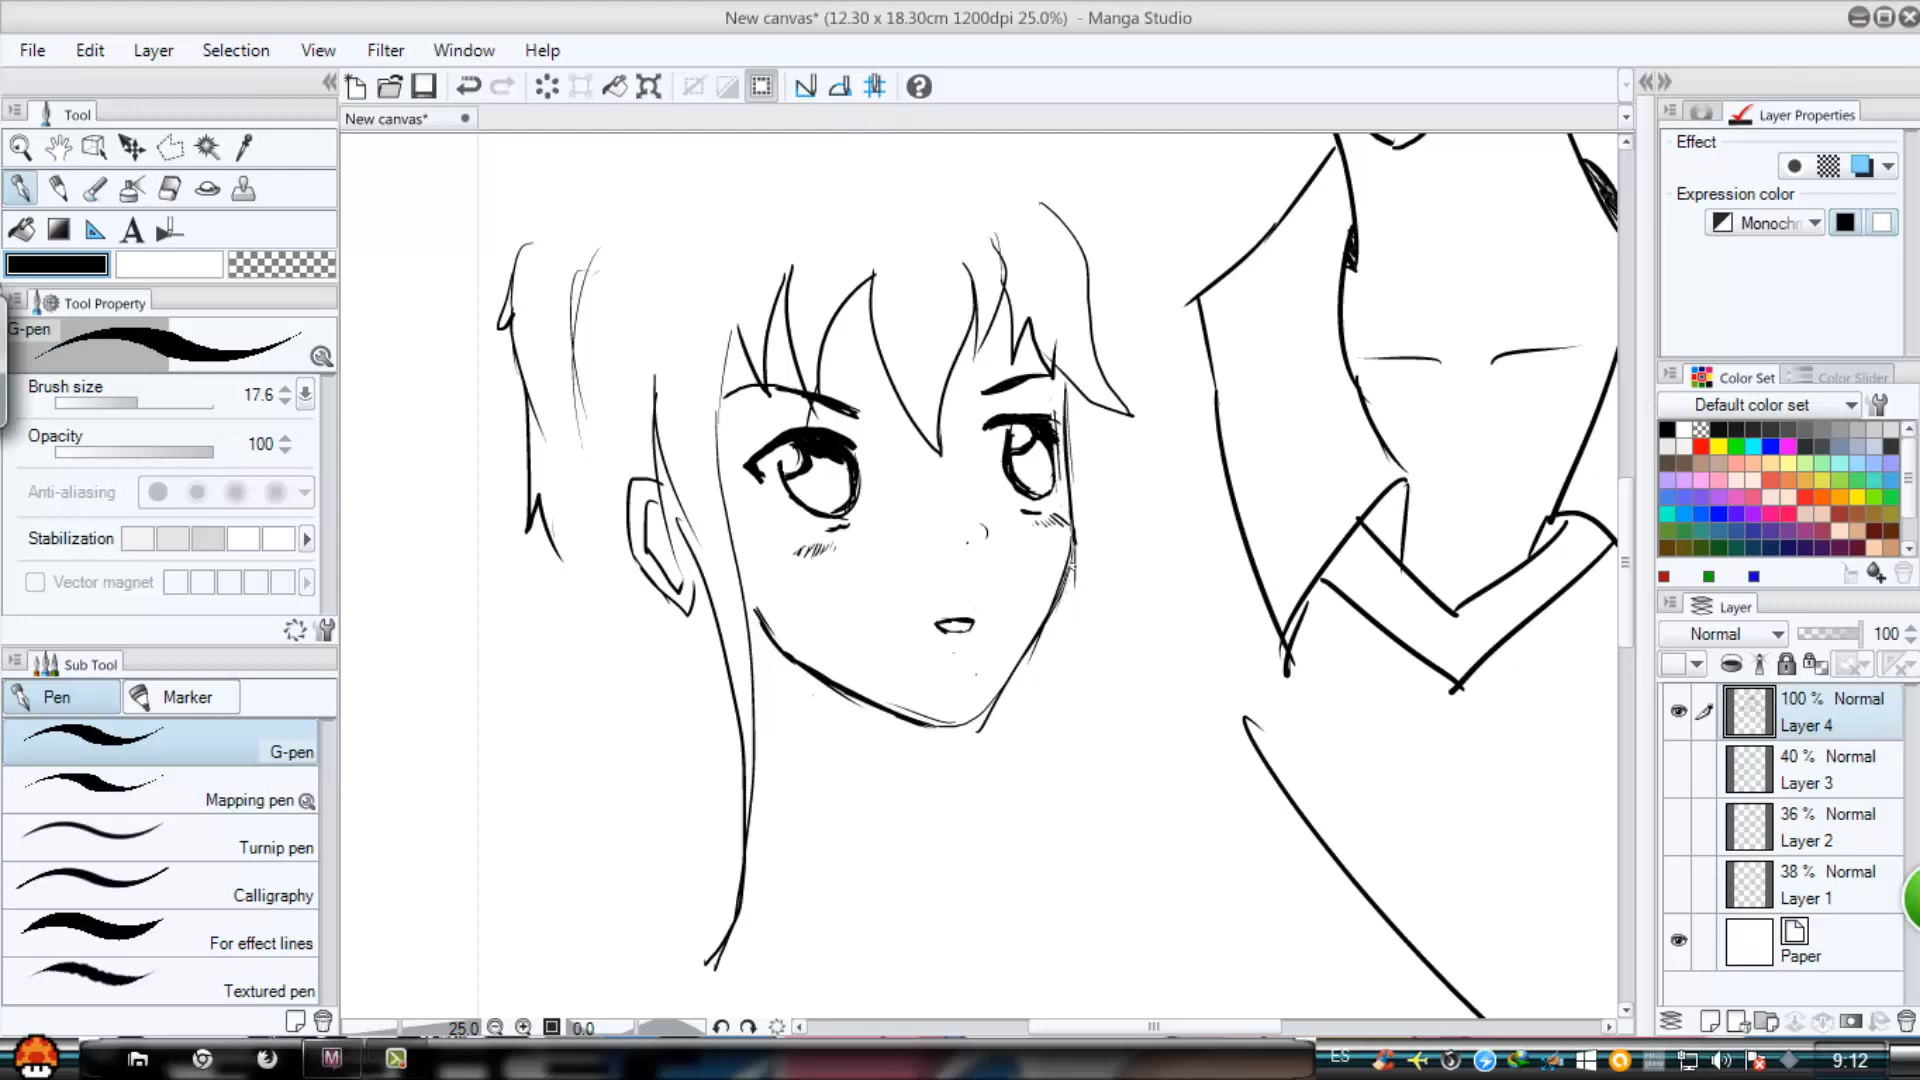 New canvas* (12.30 x 18.30cm 1200dpi 25.0%) - Manga Studio
File Edit Layer Selection View Filter Window Help
Tool
New canvas*
Layer Properties
Effect
Expression color
Tool Property
G-pen
Brush size 17.6
Opacity 100
Anti-aliasing
Stabilization
Vector magnet
Color Set Color Slider
Default color set
Sub Tool
Pen Marker
G-pen
Mapping pen
Turnip pen
Calligraphy
For effect lines
Textured pen
Layer
Normal 100
100 % Normal
Layer 4
40 % Normal
Layer 3
36 % Normal
Layer 2
38 % Normal
Layer 1
Paper
25.0 0.0
ES 9:12